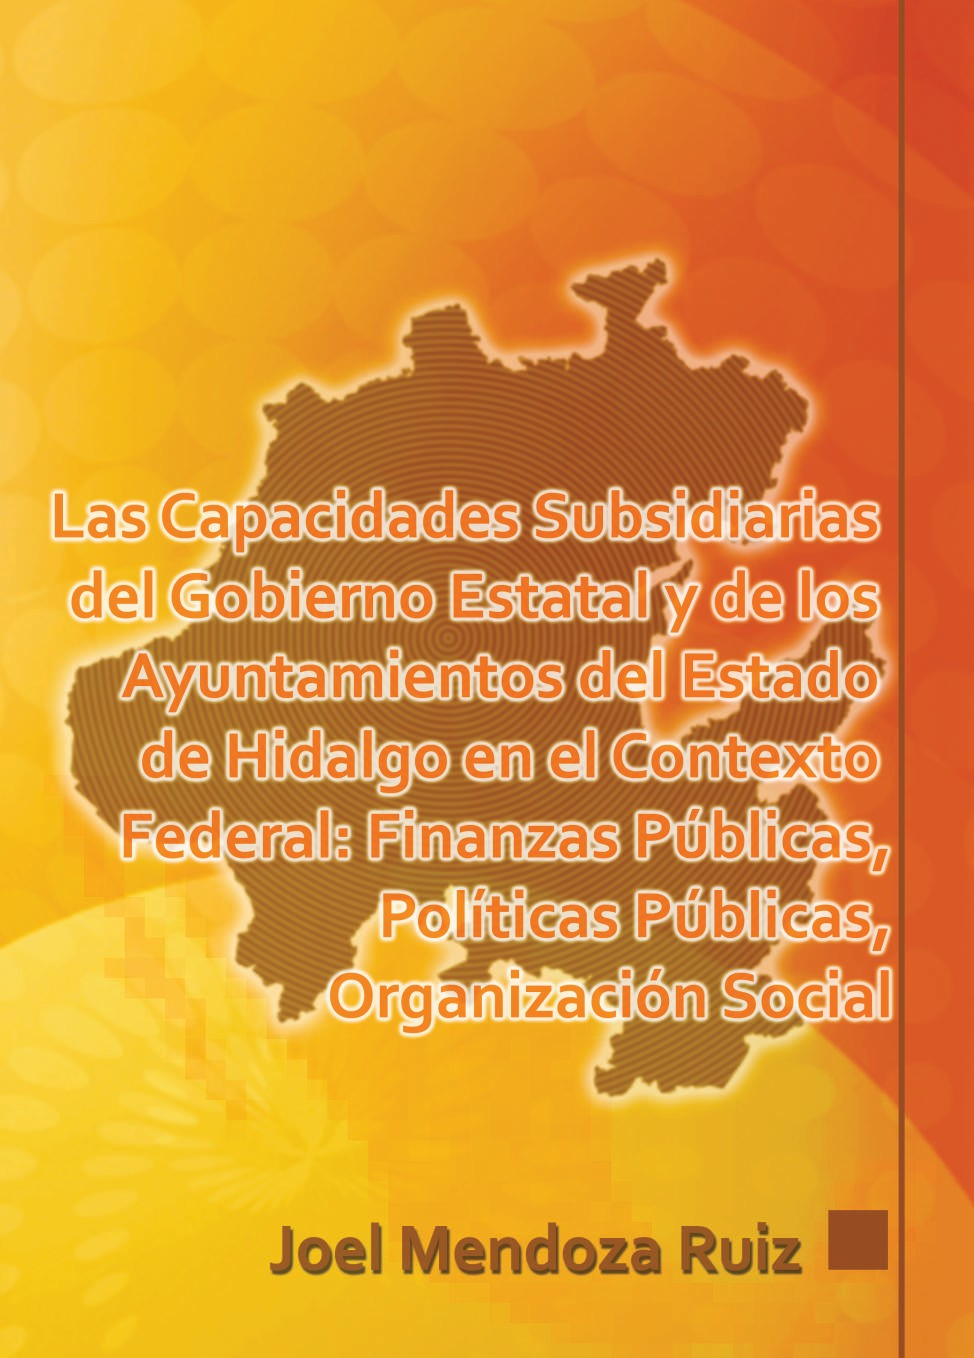 Las Capacidades Subsidiarias
del Gobierno Estatal y de los
Ayuntamientos del Estado
de Hidalgo en el Contexto
Federal: Finanzas Públicas,
Políticas Públicas,
Organización Social
Joel Mendoza Ruiz